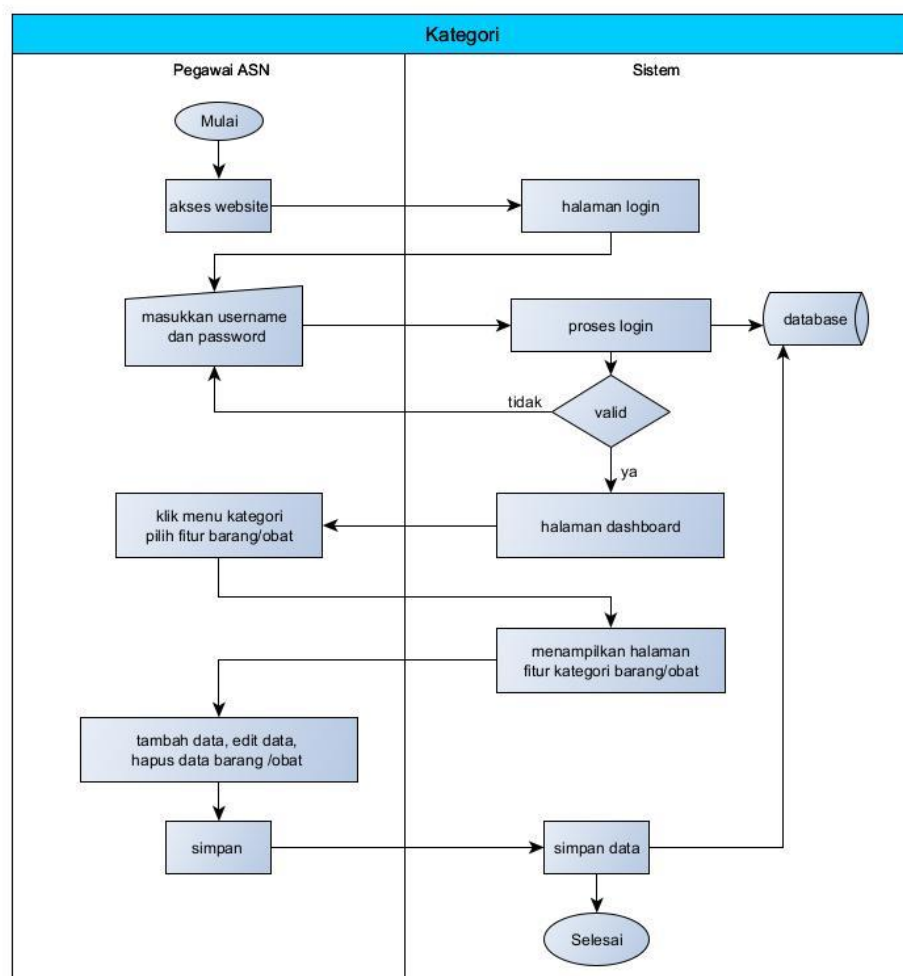 Kategori
Pegawai ASN
Sistem
Mulai
akses website
halaman login
masukkan username
dan password
proses login
database
tidak
valid
ya
klik menu kategori
pilih fitur barang/obat
halaman dashboard
menampilkan halaman
fitur kategori barang/obat
tambah data, edit data,
hapus data barang /obat
simpan
simpan data
Selesai